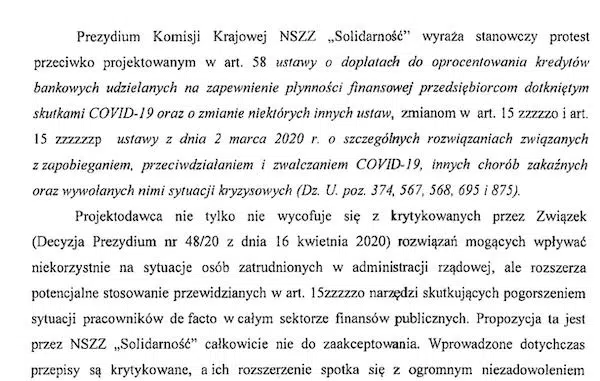 Prezydium Komisji Krajowej NSZZ „Solidarność” wyraża stanowczy protest
przeciwko projektowanym w art. 58 ustawy o dopłatach do oprocentowania kredytów
bankowych udzielanych na zapewnienie płynności finansowej przedsiębiorcom dotkniętym
skutkami COVID-19 oraz o zmianie niektórych innych ustaw, zmianom w art. 15 zzzzzo i art.
15 zzzzzzp ustawy z dnia 2 marca 2020 r. o szczególnych rozwiązaniach związanych
z zapobieganiem, przeciwdziałaniem i zwalczaniem COVID-19, innych chorób zakaźnych
oraz wywołanych nimi sytuacji kryzysowych (Dz. U. poz. 374, 567, 568, 695 i 875).
Projektodawca nie tylko nie wycofuje się z krytykowanych przez Związek
(Decyzja Prezydium nr 48/20 z dnia 16 kwietnia 2020) rozwiązań mogących wpływać
niekorzystnie na sytuacje osób zatrudnionych w administracji rządowej, ale rozszerza
potencjalne stosowanie przewidzianych w art. 15zzzzzo narzędzi skutkujących pogorszeniem
sytuacji pracowników de facto w całym sektorze finansów publicznych. Propozycja ta jest
przez NSZZ „Solidarność” całkowicie nie do zaakceptowania. Wprowadzone dotychczas
przepisy są krytykowane, a ich rozszerzenie spotka się z ogromnym niezadowoleniem